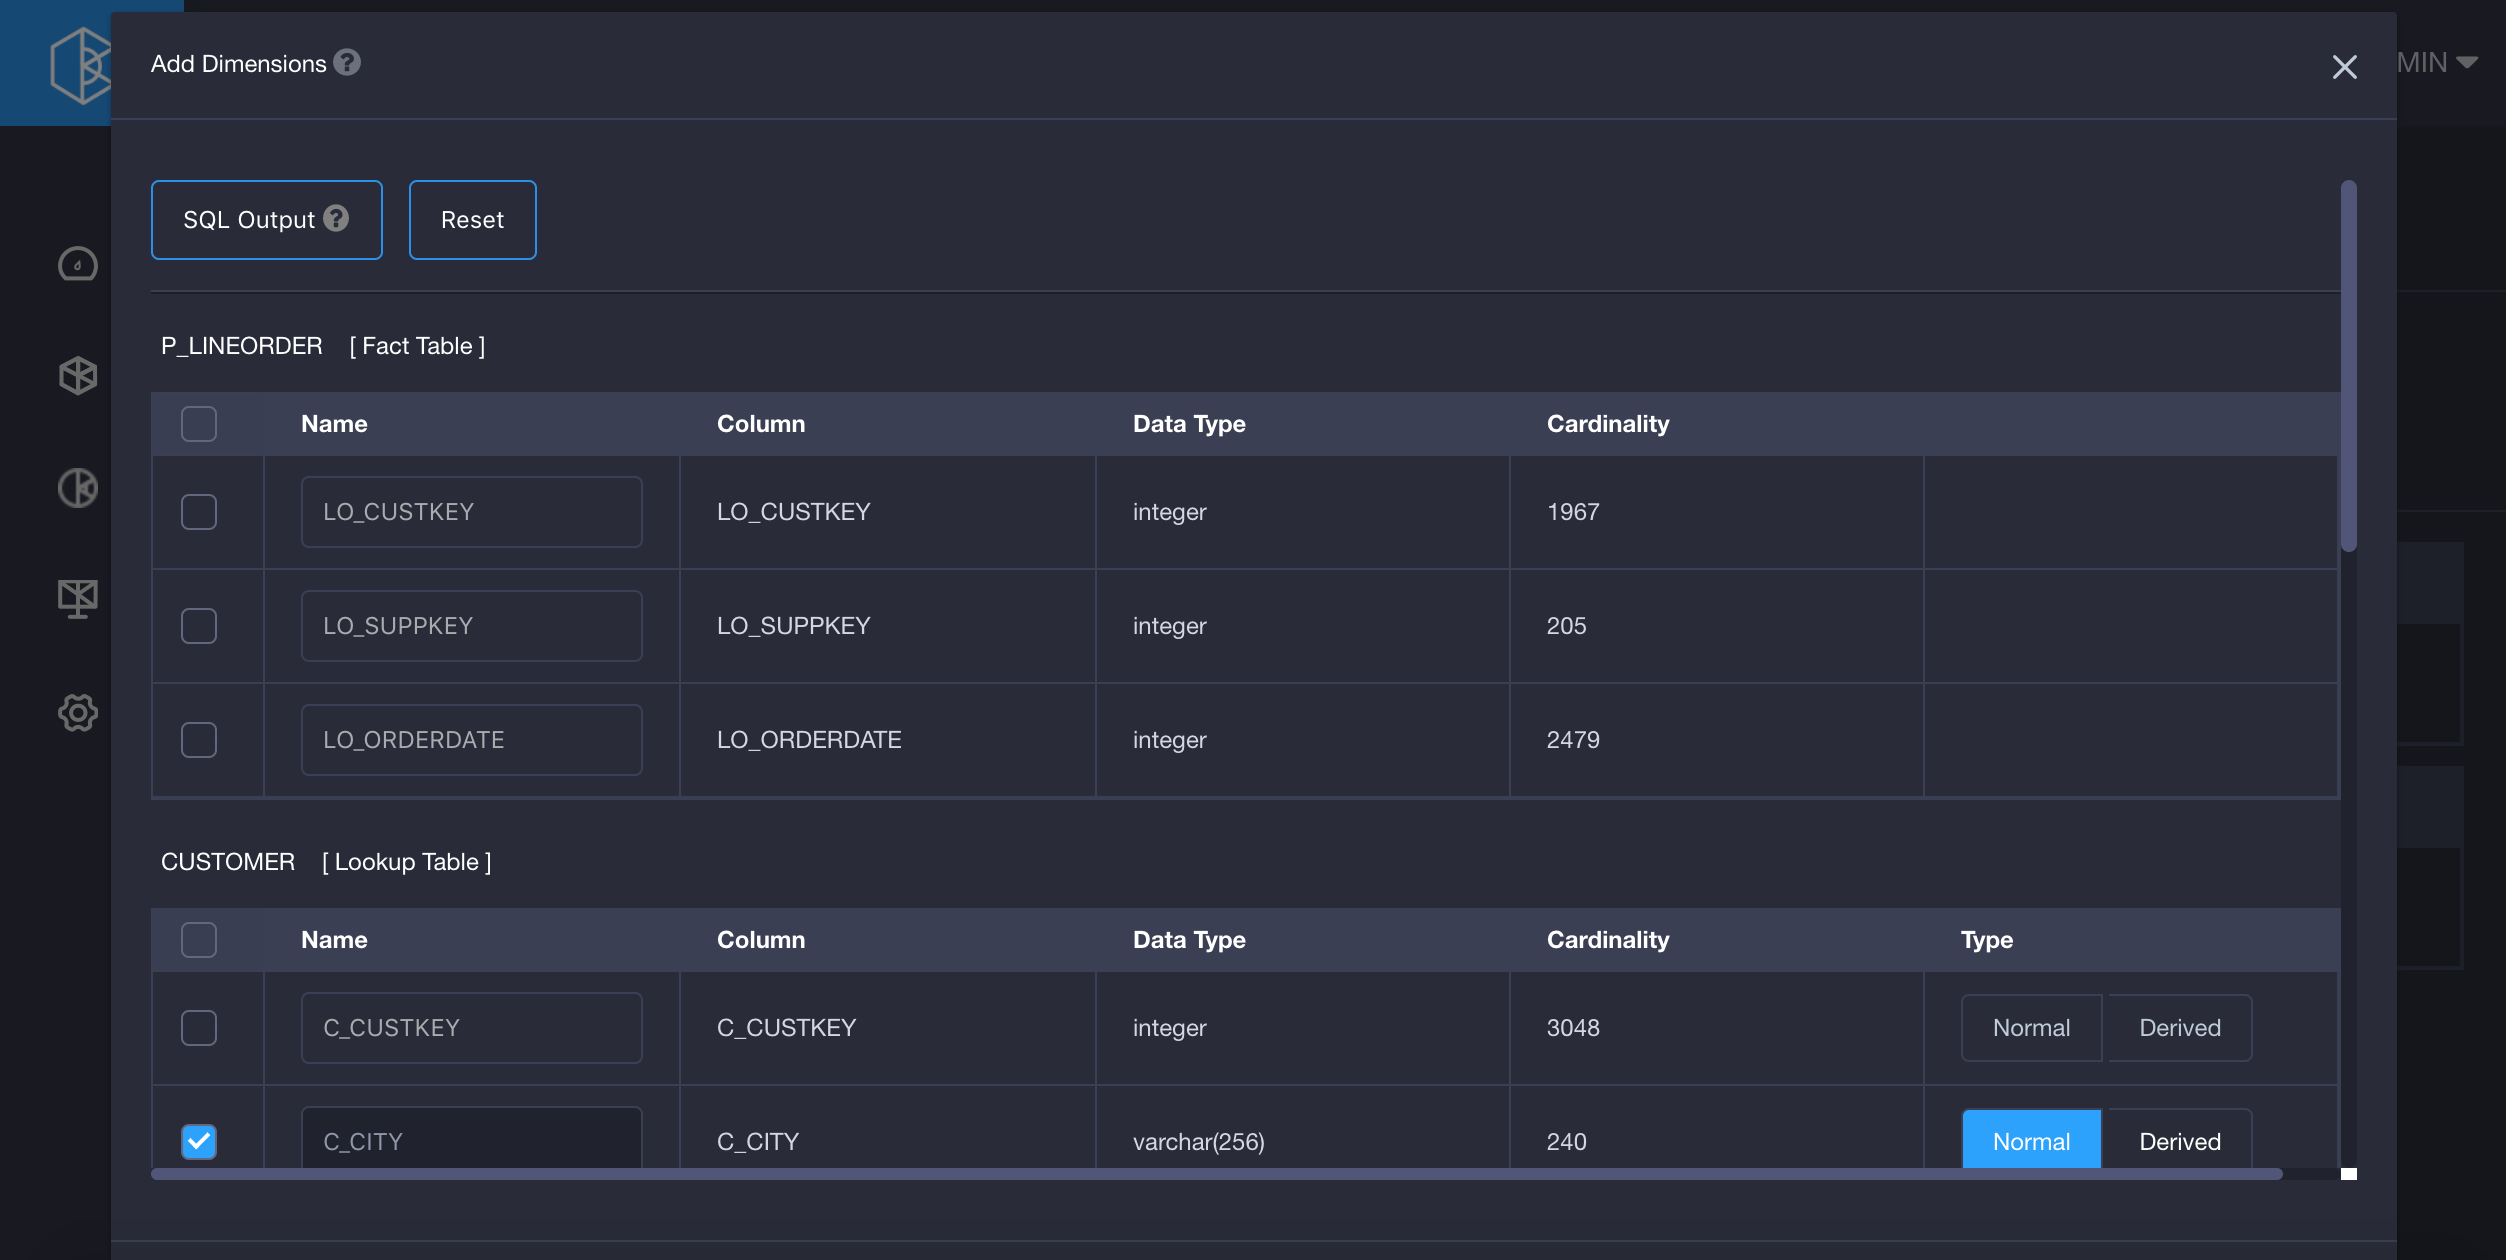 Add Dimensions ?
MIN
SQL Output ? Reset
P_LINEORDER [ Fact Table ]
Name Column Data Type Cardinality
LO_CUSTKEY LO_CUSTKEY integer 1967
LO_SUPPKEY LO_SUPPKEY integer 205
LO_ORDERDATE LO_ORDERDATE integer 2479
CUSTOMER [ Lookup Table ]
Name Column Data Type Cardinality Type
C_CUSTKEY C_CUSTKEY integer 3048 Normal Derived
C_CITY C_CITY varchar(256) 240 Normal Derived